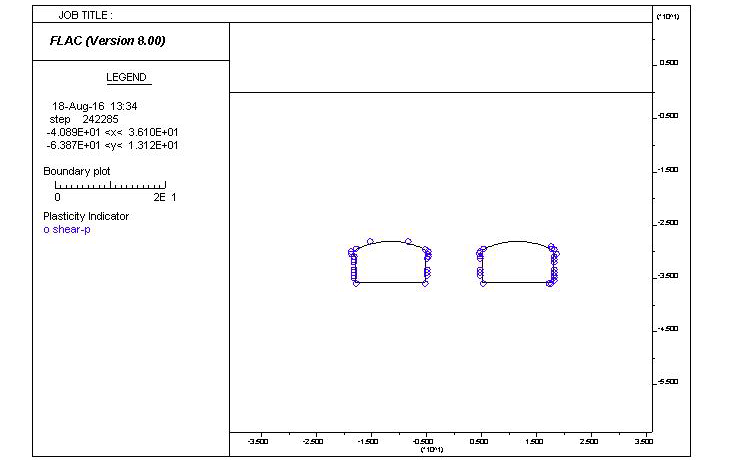 JOB TITLE :
FLAC (Version 8.00)
LEGEND
18-Aug-16 13:34
step 242285
-4.089E+01 <x< 3.610E+01
-6.387E+01 <y< 1.312E+01
Boundary plot
0 2E 1
Plasticity Indicator
o shear-p
(*10^1)
0.500
-0.500
-1.500
-2.500
-3.500
-4.500
-5.500
-3.500 -2.500 -1.500 -0.500 0.500 1.500 2.500 3.500
(*10^1)